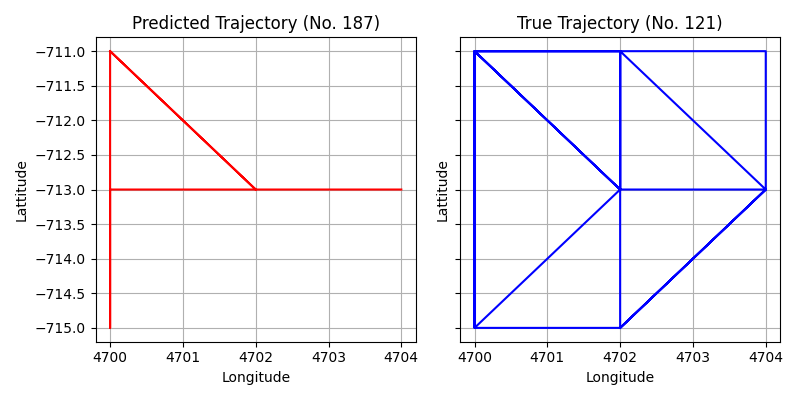 Predicted Trajectory (No. 187)
True Trajectory (No. 121)
Lattitude
−711.0
−711.5
−712.0
−712.5
−713.0
−713.5
−714.0
−714.5
−715.0
4700 4701 4702 4703 4704
Longitude
Lattitude
4700 4701 4702 4703 4704
Longitude